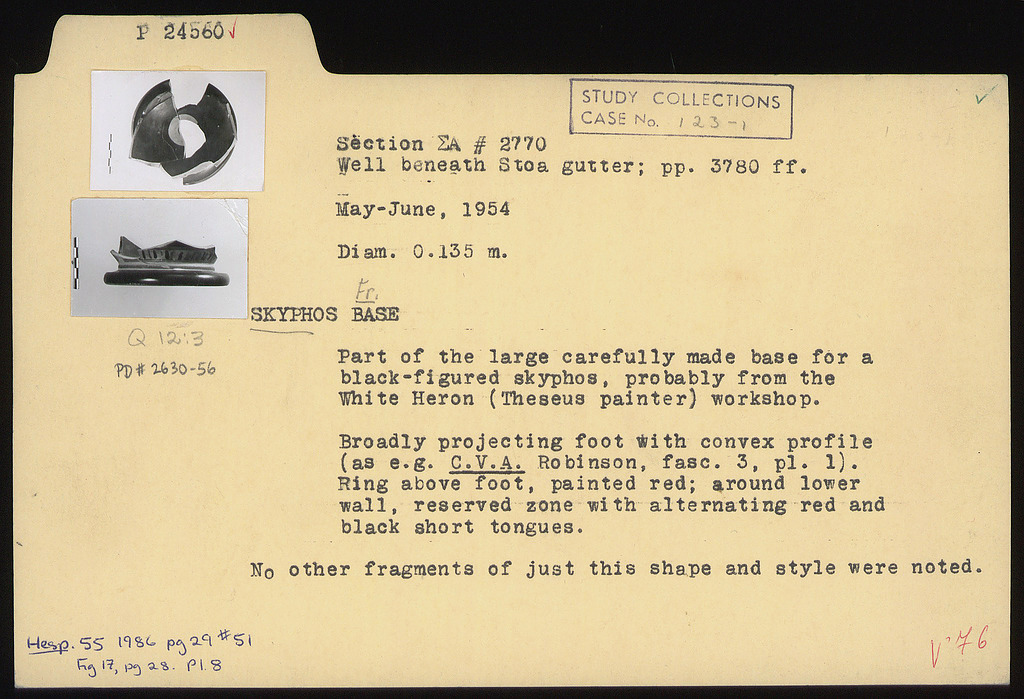 P 24560✓
STUDY COLLECTIONS
CASE No. 123-1
✓
Section ΣΑ # 2770
Well beneath Stoa gutter; pp. 3780 ff.
May-June, 1954
Diam. 0.135 m.
Fr.
SKYPHOS BASE
Q 12:3
PD# 2630-56
Part of the large carefully made base for a
black-figured skyphos, probably from the
White Heron (Theseus painter) workshop.
Broadly projecting foot with convex profile
(as e.g. C.V.A. Robinson, fasc. 3, pl. 1).
Ring above foot, painted red; around lower
wall, reserved zone with alternating red and
black short tongues.
No other fragments of just this shape and style were noted.
Hesp. 55 1986 pg 29 #51
Fig 17, pg 28. Pl. 8
V '76